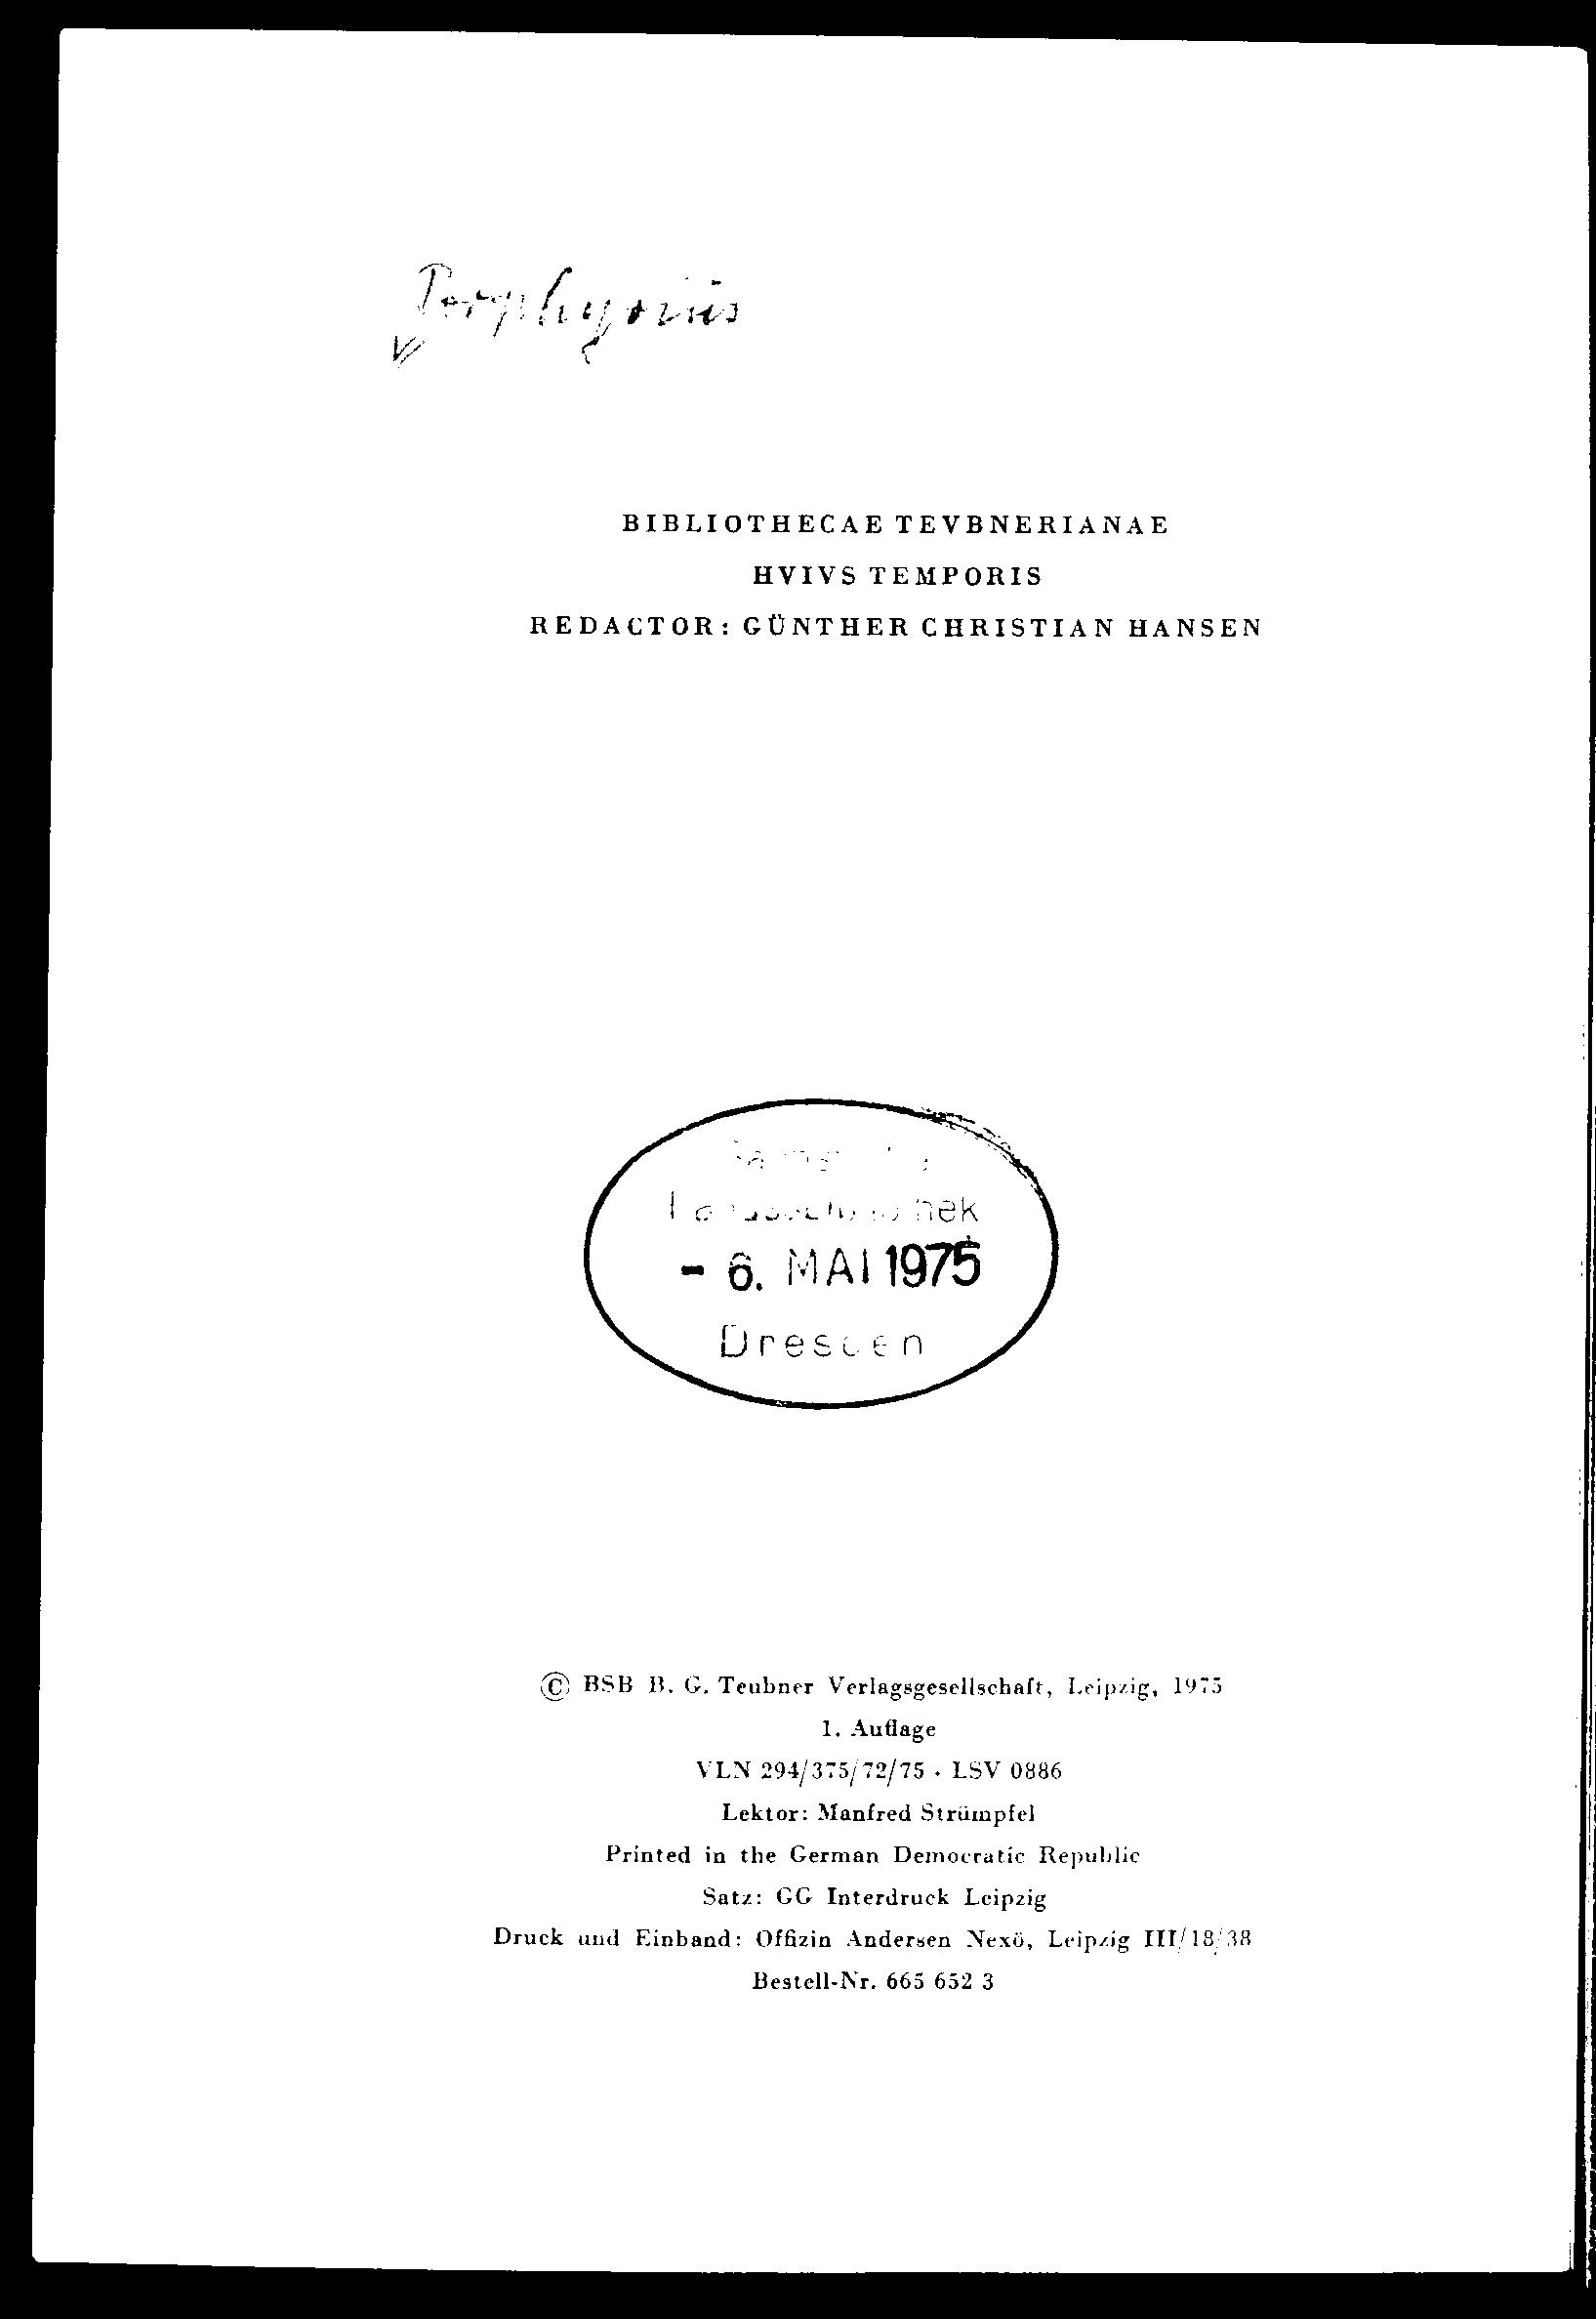 Porphyrius
BIBLIOTHECAE TEVBNERIANAE
HVIVS TEMPORIS
REDACTOR: GÜNTHER CHRISTIAN HANSEN
- 6. MAI 1975
Dresden
© BSB B. G. Teubner Verlagsgesellschaft, Leipzig, 1975
1. Auflage
VLN 294/375/72/75 · LSV 0886
Lektor: Manfred Strümpfel
Printed in the German Democratic Republic
Satz: GG Interdruck Leipzig
Druck und Einband: Offizin Andersen Nexö, Leipzig III/18/38
Bestell-Nr. 665 652 3